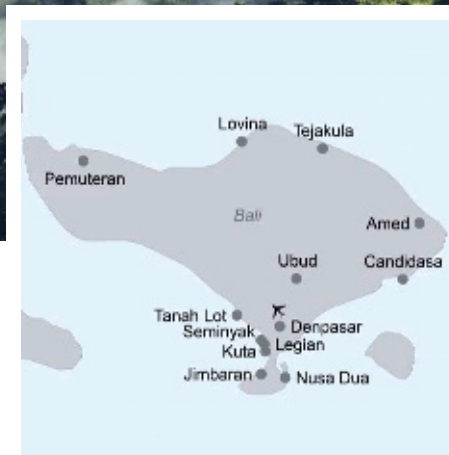 Lovina
Tejakula
Pemuteran
Bali
Amed
Ubud
Candidasa
Tanah Lot
Denpasar
Seminyak
Legian
Kuta
Jimbaran
Nusa Dua